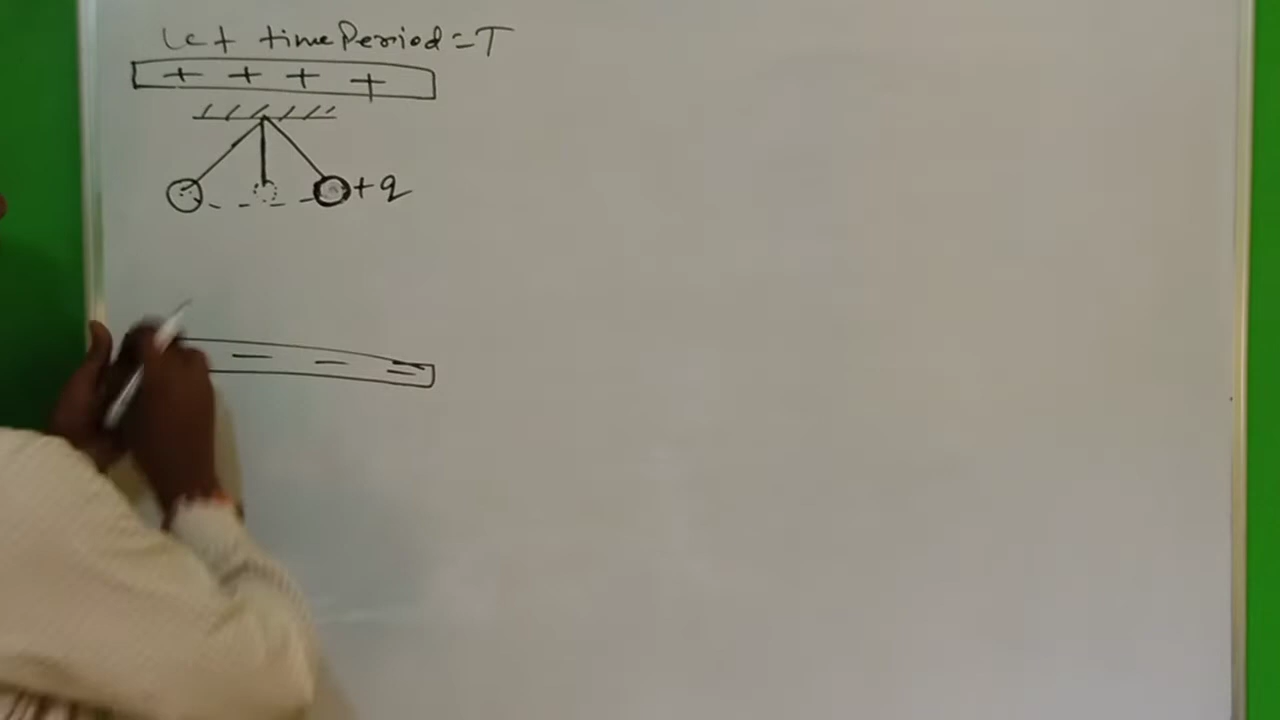 Let time Period = T
+ + + +
+q
- - -